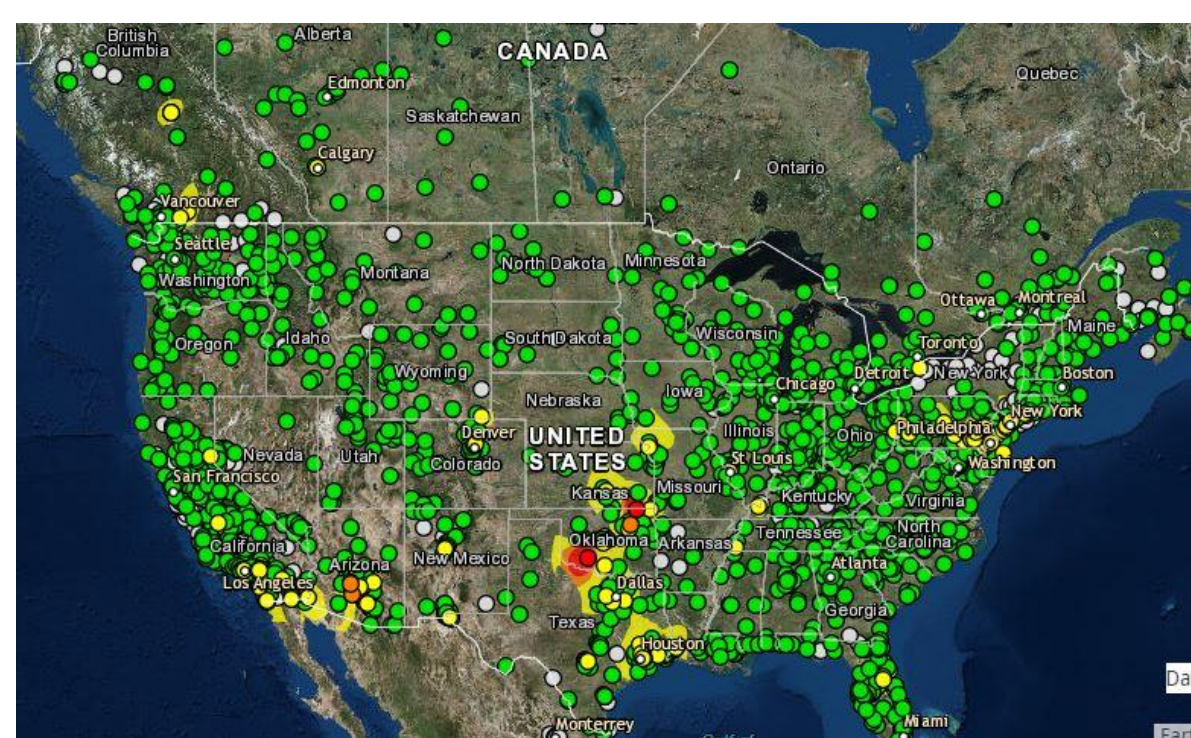 British
Columbia
Alberta
CANADA
Quebec
Edmonton
Saskatchewan
Calgary
Ontario
Vancouver
Seattle
Washington
Montana
North Dakota
Minnesota
Ottawa
Montreal
Oregon
Idaho
South Dakota
Wisconsin
Maine
Toronto
Wyoming
Detroit
New York
Boston
Chicago
Iowa
Nebraska
New York
Denver
UNITED
STATES
Illinois
Ohio
Philadelphia
Nevada
Utah
Colorado
St Louis
Washington
San Francisco
Kansas
Missouri
Kentucky
Virginia
California
New Mexico
Oklahoma
Arkansas
Tennessee
North
Carolina
Arizona
Atlanta
Los Angeles
Dallas
Georgia
Texas
Houston
Da
Miami
Monterrey